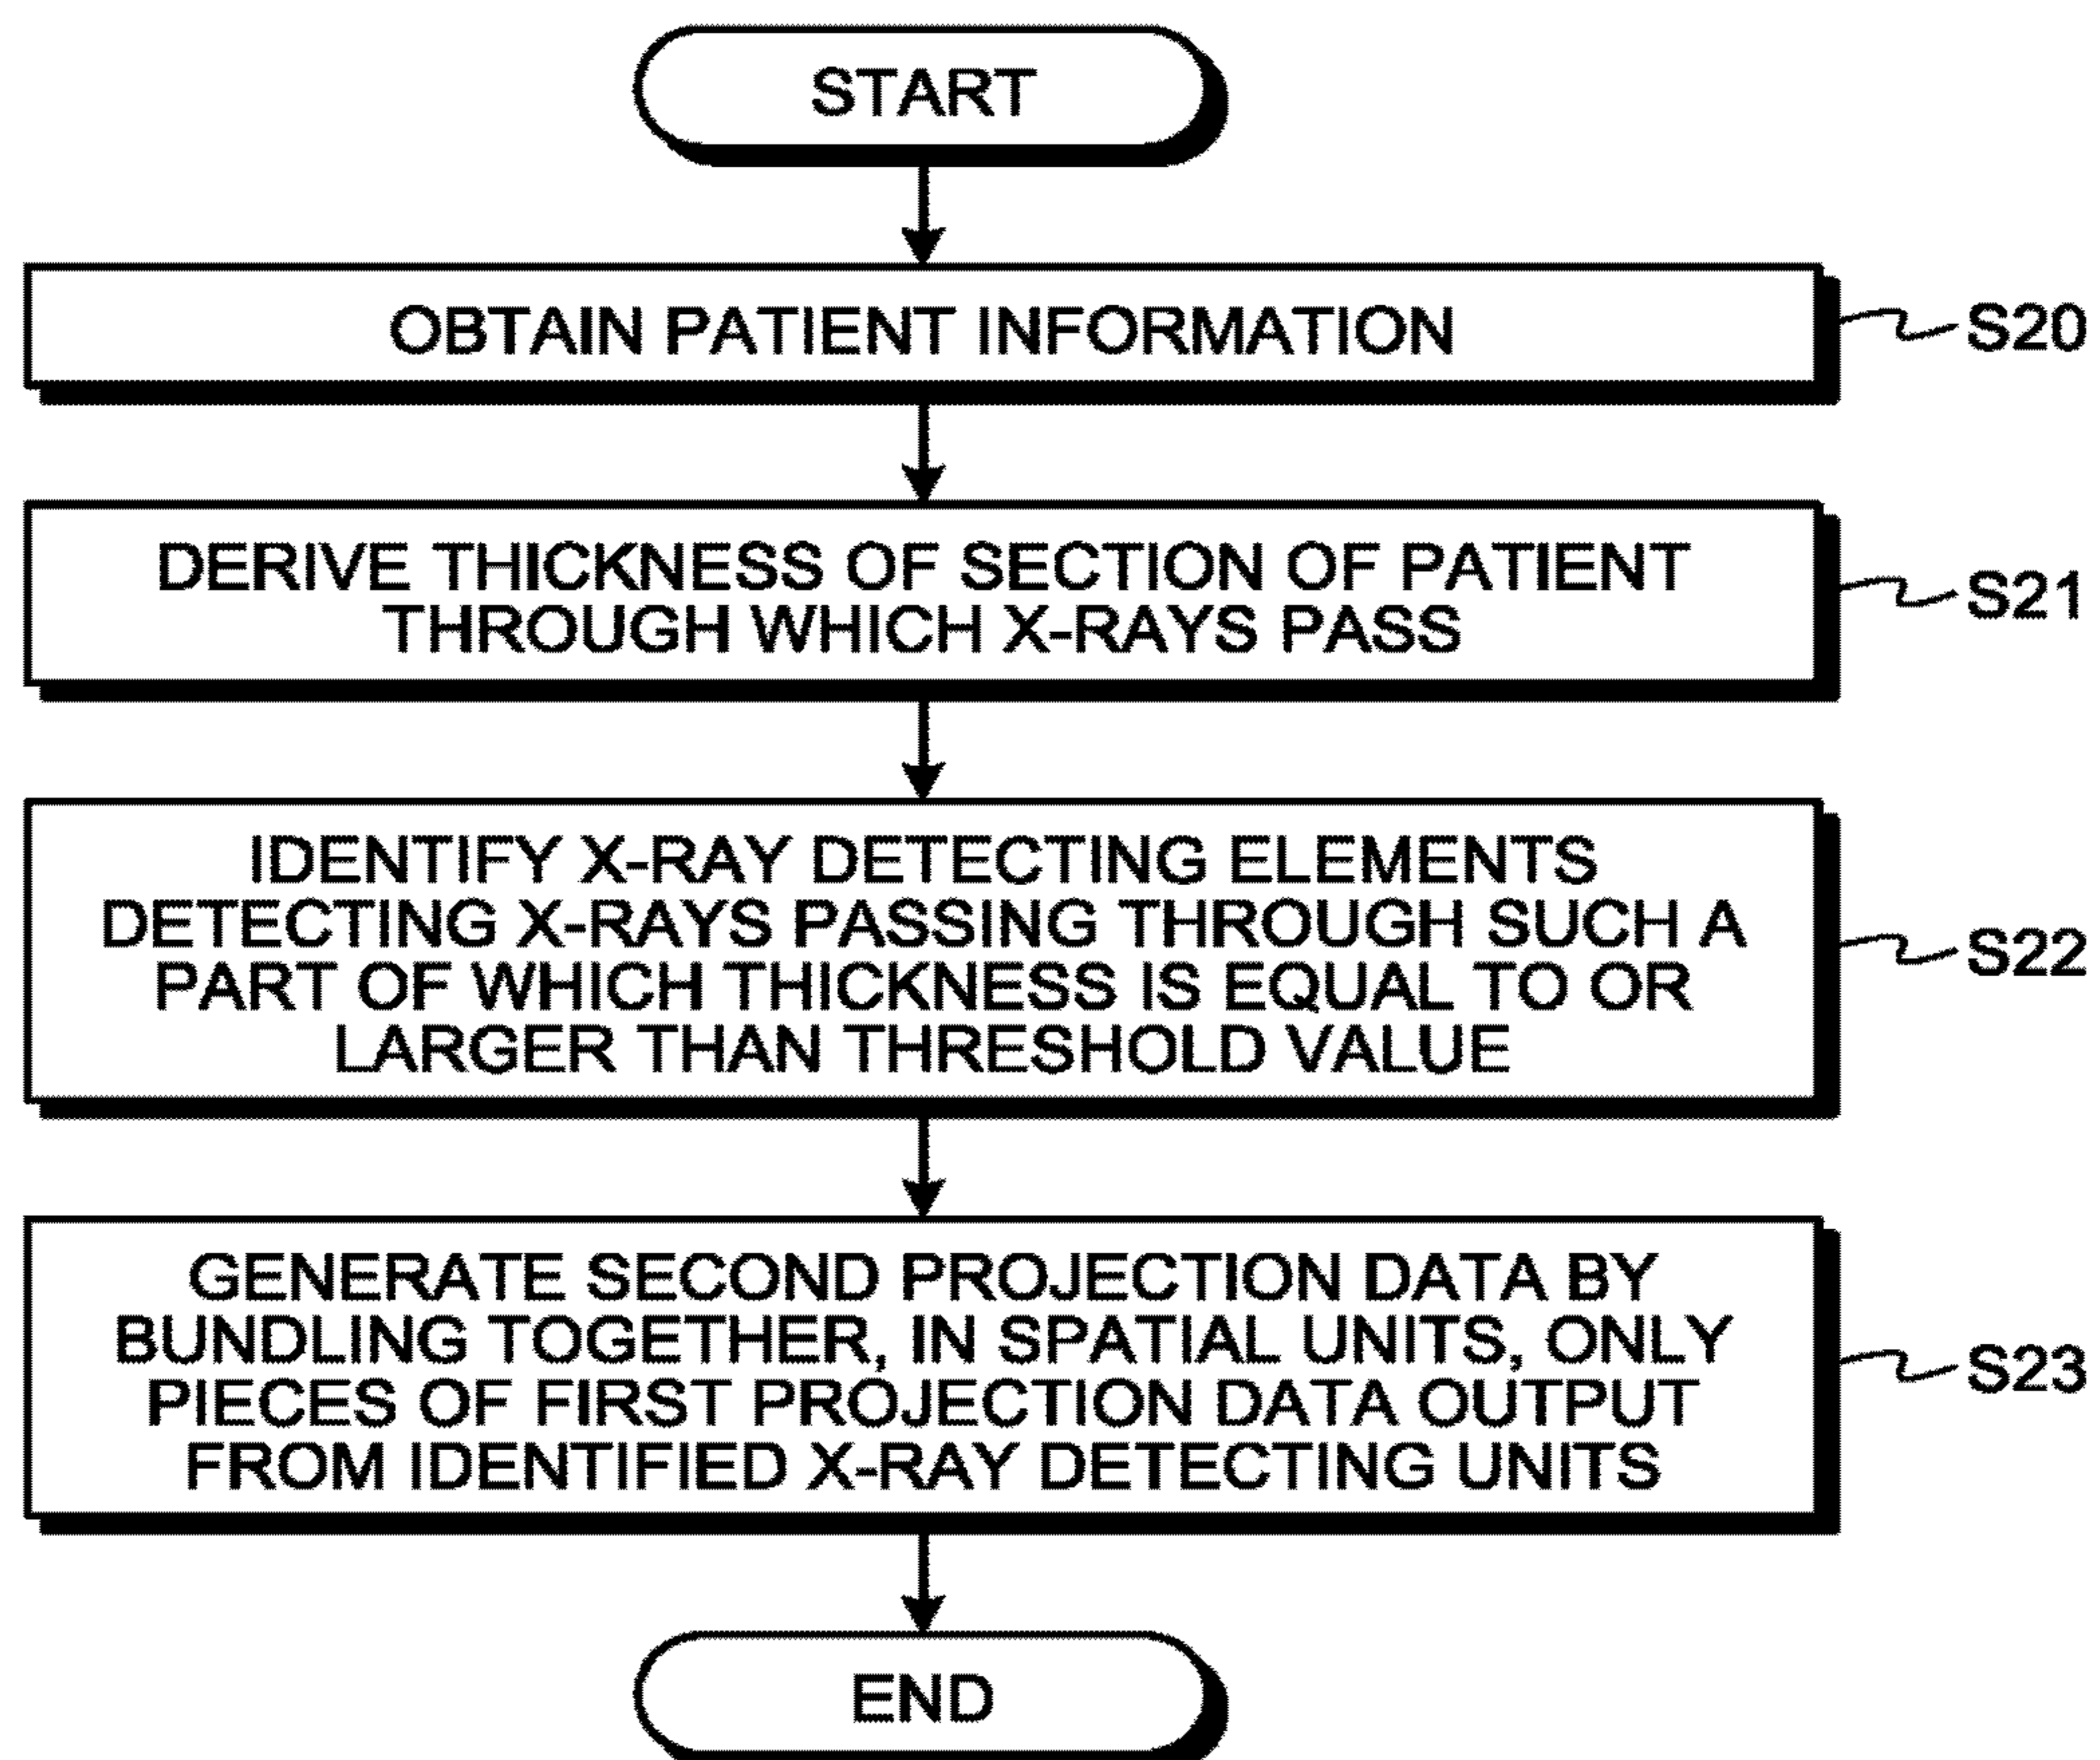 START
OBTAIN PATIENT INFORMATION
S20
DERIVE THICKNESS OF SECTION OF PATIENT
THROUGH WHICH X-RAYS PASS
S21
IDENTIFY X-RAY DETECTING ELEMENTS
DETECTING X-RAYS PASSING THROUGH SUCH A
PART OF WHICH THICKNESS IS EQUAL TO OR
LARGER THAN THRESHOLD VALUE
S22
GENERATE SECOND PROJECTION DATA BY
BUNDLING TOGETHER, IN SPATIAL UNITS, ONLY
PIECES OF FIRST PROJECTION DATA OUTPUT
FROM IDENTIFIED X-RAY DETECTING UNITS
S23
END